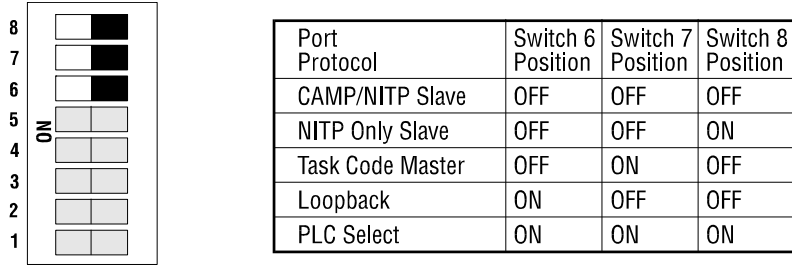 8
7
6
5
4
3
2
1
ON
Port Protocol | Switch 6 Position | Switch 7 Position | Switch 8 Position
CAMP/NITP Slave | OFF | OFF | OFF
NITP Only Slave | OFF | OFF | ON
Task Code Master | OFF | ON | OFF
Loopback | ON | OFF | OFF
PLC Select | ON | ON | ON